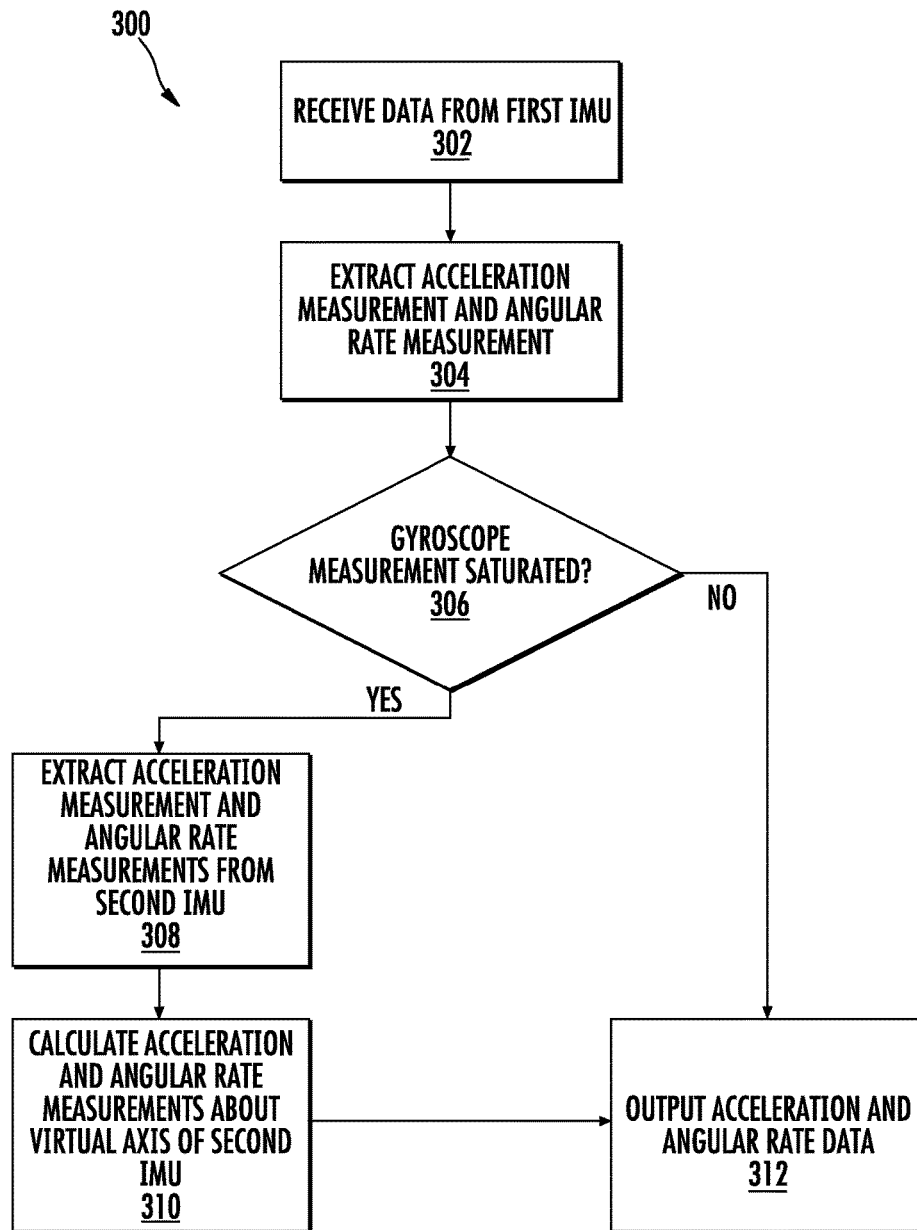 300
RECEIVE DATA FROM FIRST IMU
302
EXTRACT ACCELERATION
MEASUREMENT AND ANGULAR
RATE MEASUREMENT
304
GYROSCOPE
MEASUREMENT SATURATED?
306
NO
YES
EXTRACT ACCELERATION
MEASUREMENT AND
ANGULAR RATE
MEASUREMENTS FROM
SECOND IMU
308
CALCULATE ACCELERATION
AND ANGULAR RATE
MEASUREMENTS ABOUT
VIRTUAL AXIS OF SECOND
IMU
310
OUTPUT ACCELERATION AND
ANGULAR RATE DATA
312